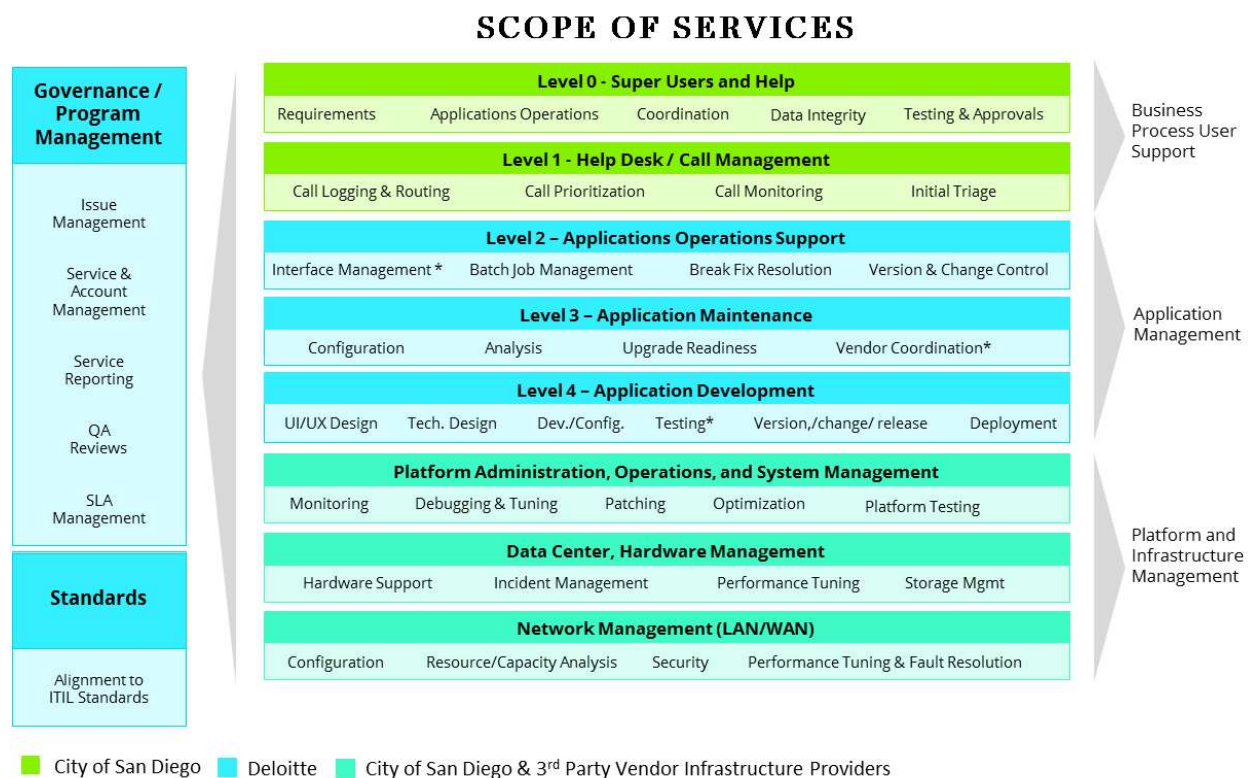 SCOPE OF SERVICES
Governance /
Program
Management
Issue
Management
Service &
Account
Management
Service
Reporting
QA
Reviews
SLA
Management
Standards
Alignment to
ITIL Standards
Level 0 - Super Users and Help
Requirements Applications Operations Coordination Data Integrity Testing & Approvals
Level 1 - Help Desk / Call Management
Call Logging & Routing Call Prioritization Call Monitoring Initial Triage
Level 2 – Applications Operations Support
Interface Management * Batch Job Management Break Fix Resolution Version & Change Control
Level 3 – Application Maintenance
Configuration Analysis Upgrade Readiness Vendor Coordination*
Level 4 – Application Development
UI/UX Design Tech. Design Dev./Config. Testing* Version,/change/ release Deployment
Platform Administration, Operations, and System Management
Monitoring Debugging & Tuning Patching Optimization Platform Testing
Data Center, Hardware Management
Hardware Support Incident Management Performance Tuning Storage Mgmt
Network Management (LAN/WAN)
Configuration Resource/Capacity Analysis Security Performance Tuning & Fault Resolution
Business
Process User
Support
Application
Management
Platform and
Infrastructure
Management
City of San Diego Deloitte City of San Diego & 3rd Party Vendor Infrastructure Providers